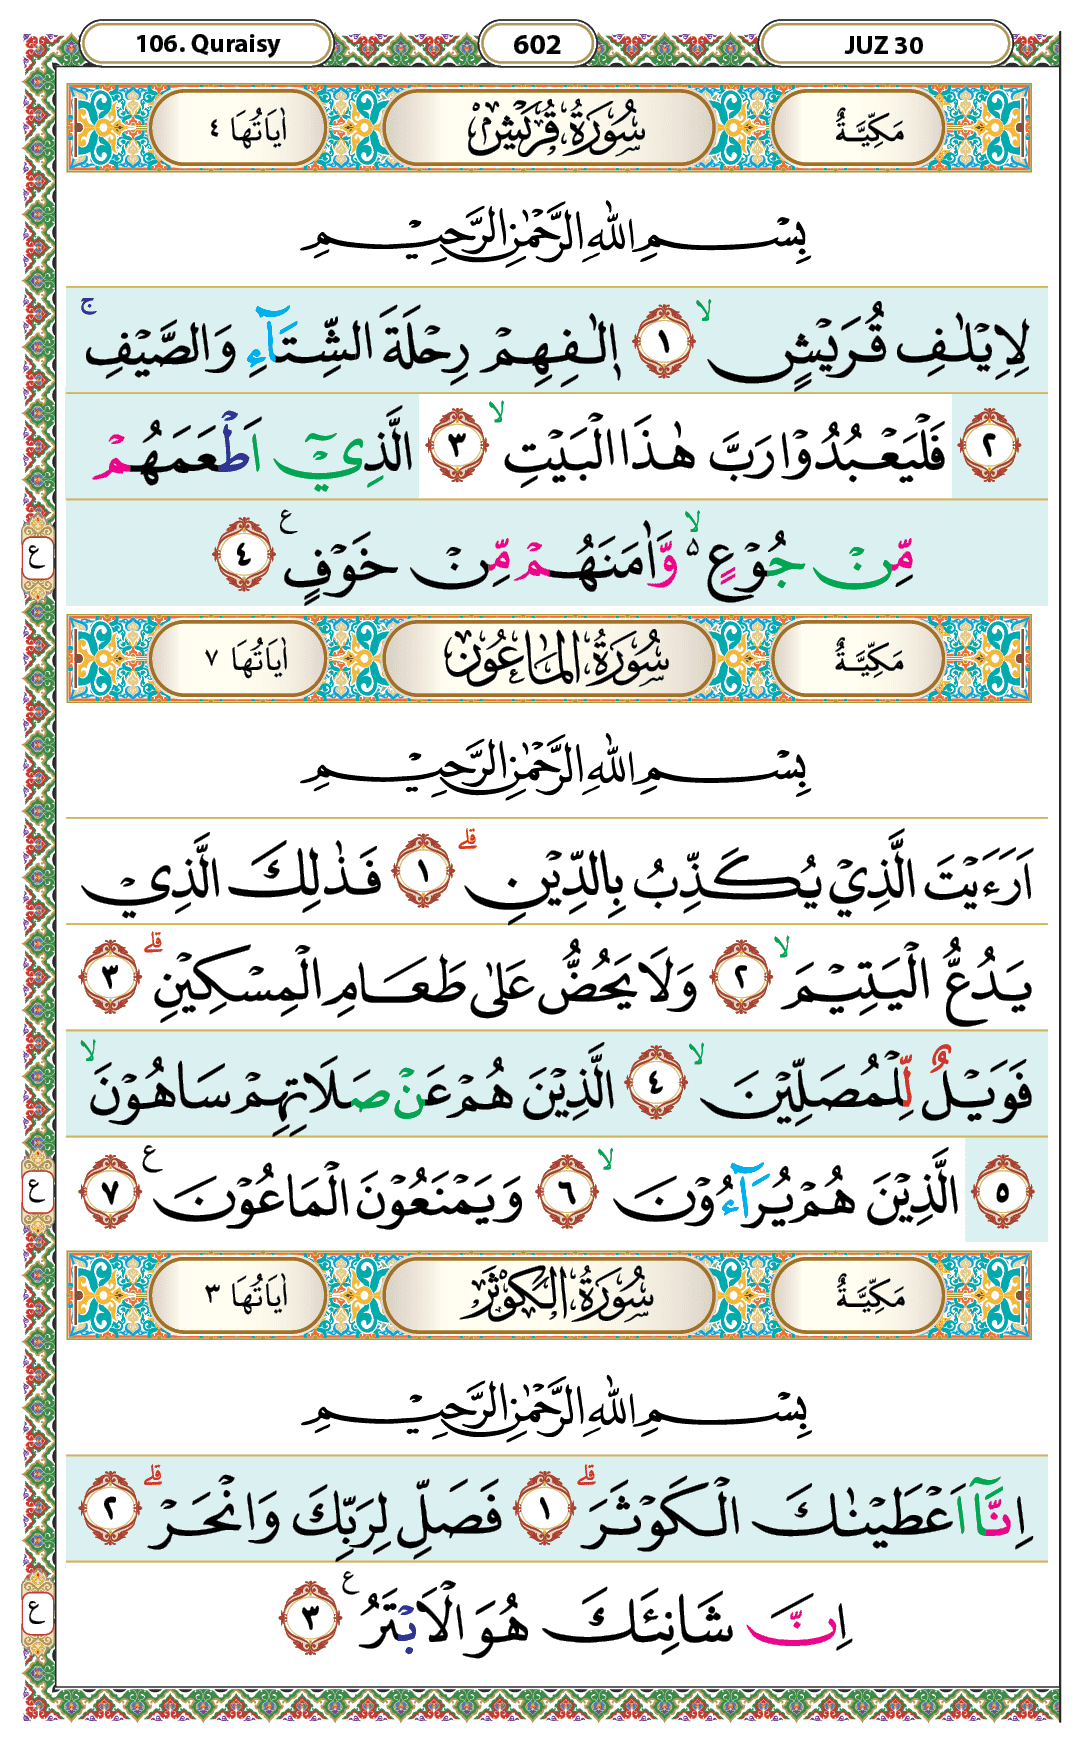 106. Quraisy 602 JUZ 30
مَكِّيَّةٌ سُوْرَةُ قُرَيْشٍ اٰيَاتُهَا ٤
بِسْمِ اللّٰهِ الرَّحْمٰنِ الرَّحِيْمِ
لِاِيْلٰفِ قُرَيْشٍۙ ١ اٖلٰفِهِمْ رِحْلَةَ الشِّتَاۤءِ وَالصَّيْفِۚ
٢ فَلْيَعْبُدُوْا رَبَّ هٰذَا الْبَيْتِۙ ٣ الَّذِيْٓ اَطْعَمَهُمْ
مِّنْ جُوْعٍ ەۙ وَّاٰمَنَهُمْ مِّنْ خَوْفٍ ࣖ ٤
ع
مَكِّيَّةٌ سُوْرَةُ الْمَاعُوْنَ اٰيَاتُهَا ٧
بِسْمِ اللّٰهِ الرَّحْمٰنِ الرَّحِيْمِ
اَرَءَيْتَ الَّذِيْ يُكَذِّبُ بِالدِّيْنِۗ ١ فَذٰلِكَ الَّذِيْ
يَدُعُّ الْيَتِيْمَۙ ٢ وَلَا يَحُضُّ عَلٰى طَعَامِ الْمِسْكِيْنِۗ ٣
فَوَيْلٌ لِّلْمُصَلِّيْنَۙ ٤ الَّذِيْنَ هُمْ عَنْ صَلَاتِهِمْ سَاهُوْنَۙ
٥ الَّذِيْنَ هُمْ يُرَاۤءُوْنَۙ ٦ وَيَمْنَعُوْنَ الْمَاعُوْنَ ࣖ ٧
ع
مَكِّيَّةٌ سُوْرَةُ الْكَوْثَرَ اٰيَاتُهَا ٣
بِسْمِ اللّٰهِ الرَّحْمٰنِ الرَّحِيْمِ
اِنَّآ اَعْطَيْنٰكَ الْكَوْثَرَۗ ١ فَصَلِّ لِرَبِّكَ وَانْحَرْۗ ٢
اِنَّ شَانِئَكَ هُوَ الْاَبْتَرُ ࣖ ٣
ع